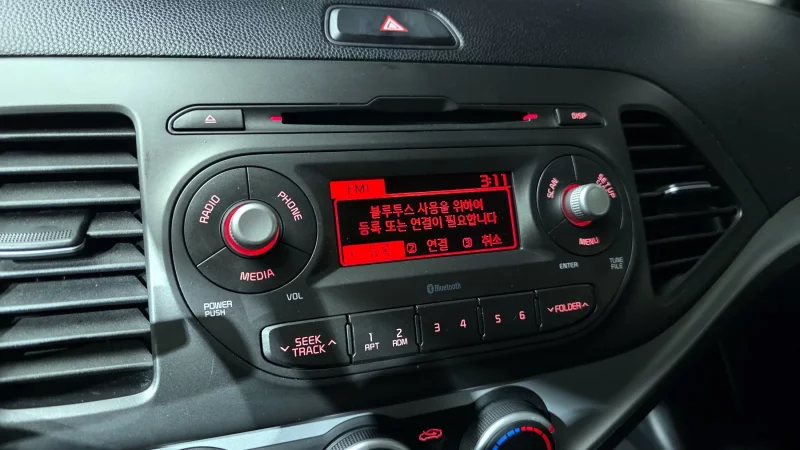 DISP
RADIO
PHONE
MEDIA
POWER
PUSH
VOL
FM1
3:11
블루투스 사용을 위하여
등록 또는 연결이 필요합니다
② 연결 ③ 취소
SCAN
SETUP
MENU
ENTER
TUNE
FILE
Bluetooth
SEEK
TRACK
1 2
RPT RDM
3 4
5 6
FOLDER